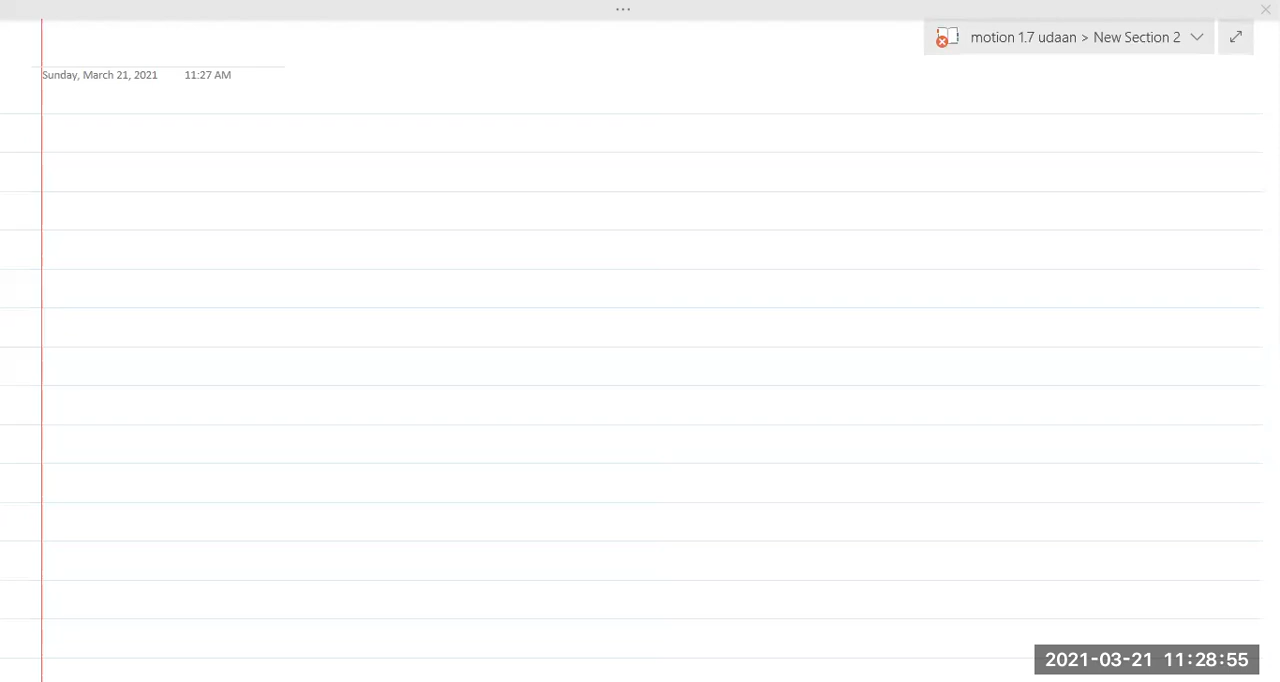 motion 1.7 udaan > New Section 2
Sunday, March 21, 2021 11:27 AM
2021-03-21 11:28:55